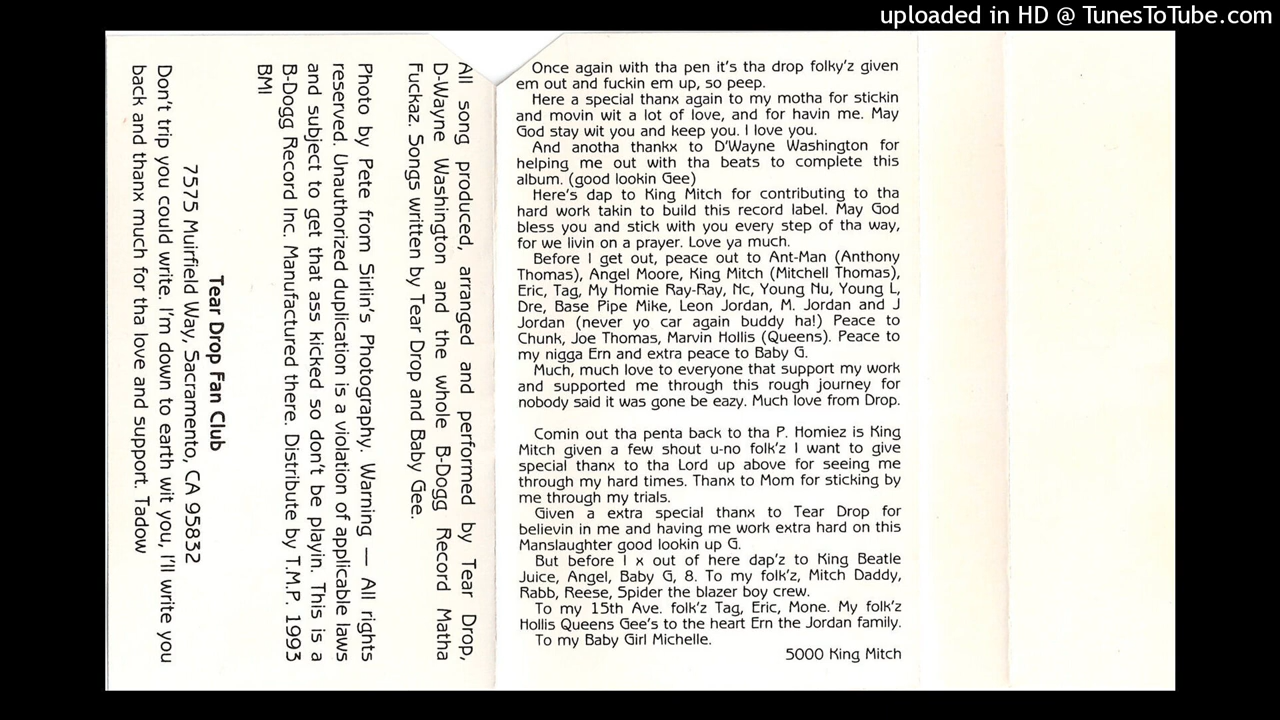 uploaded in HD @ TunesToTube.com
Once again with tha pen it's tha drop folky'z given
em out and fuckin em up, so peep.
Here a special thanx again to my motha for stickin
and movin wit a lot of love, and for havin me. May
God stay wit you and keep you. I love you.
And anotha thankx to D'Wayne Washington for
helping me out with tha beats to complete this
album. (good lookin Gee)
Here's dap to King Mitch for contributing to tha
hard work takin to build this record label. May God
bless you and stick with you every step of tha way,
for we livin on a prayer. Love ya much.
Before I get out, peace out to Ant-Man (Anthony
Thomas), Angel Moore, King Mitch (Mitchell Thomas),
Eric, Tag, My Homie Ray-Ray, Nc, Young Nu, Young L,
Dre, Base Pipe Mike, Leon Jordan, M. Jordan and J
Jordan (never yo car again buddy ha!) Peace to
Chunk, Joe Thomas, Marvin Hollis (Queens). Peace to
my nigga Ern and extra peace to Baby G.
Much, much love to everyone that support my work
and supported me through this rough journey for
nobody said it was gone be eazy. Much love from Drop.
Comin out tha penta back to tha P. Homiez is King
Mitch given a few shout u-no folk'z I want to give
special thanx to tha Lord up above for seeing me
through my hard times. Thanx to Mom for sticking by
me through my trials.
Given a extra special thanx to Tear Drop for
believin in me and having me work extra hard on this
Manslaughter good lookin up G.
But before I x out of here dap'z to King Beatle
Juice, Angel, Baby G, 8. To my folk'z, Mitch Daddy,
Rabb, Reese, Spider the blazer boy crew.
To my 15th Ave. folk'z Tag, Eric, Mone. My folk'z
Hollis Queens Gee's to the heart Ern the Jordan family.
To my Baby Girl Michelle.
5000 King Mitch
All song produced, arranged and performed by Tear Drop,
D-Wayne Washington and the whole B-Dogg Record Matha
Fuckaz. Songs written by Tear Drop and Baby Gee.
Photo by Pete from Sirlin's Photography. Warning — All rights
reserved. Unauthorized duplication is a violation of applicable laws
and subject to get that ass kicked so don't be playin. This is a
B-Dogg Record Inc. Manufactured there. Distribute by T.M.P. 1993
BMI
Tear Drop Fan Club
7575 Muirfield Way, Sacramento, CA 95832
Don't trip you could write. I'm down to earth wit you, I'll write you
back and thanx much for tha love and support. Tadow